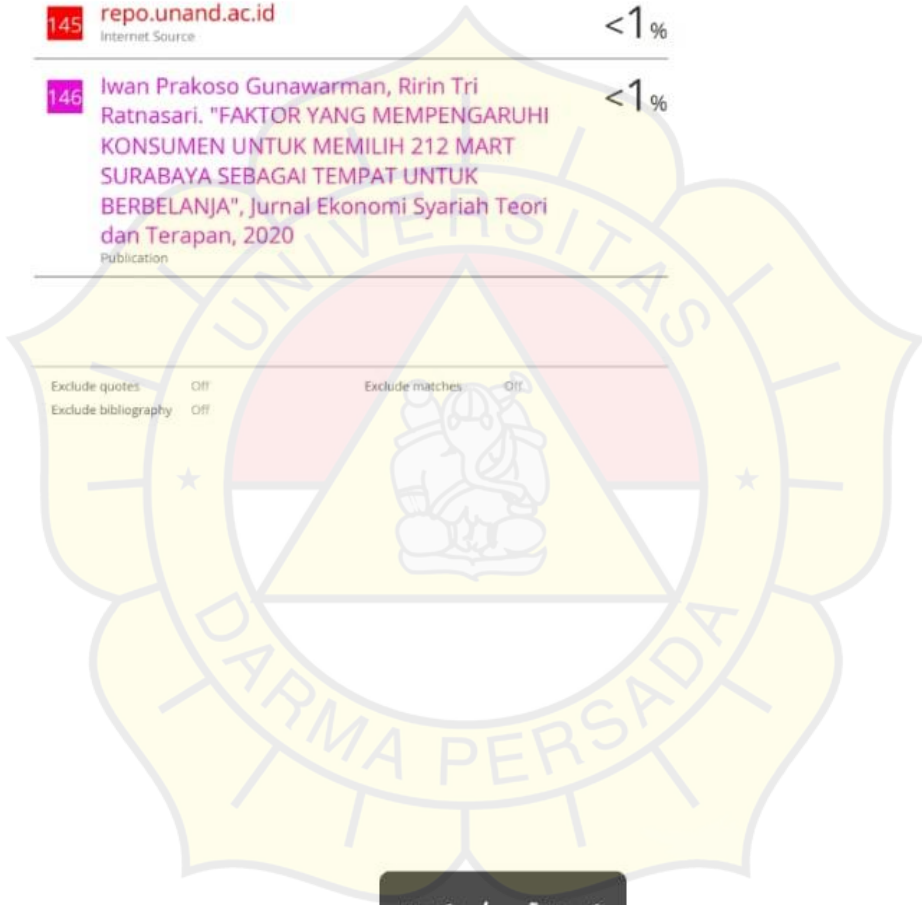 145 repo.unand.ac.id <1%
Internet Source
146 Iwan Prakoso Gunawarman, Ririn Tri <1%
Ratnasari. "FAKTOR YANG MEMPENGARUHI
KONSUMEN UNTUK MEMILIH 212 MART
SURABAYA SEBAGAI TEMPAT UNTUK
BERBELANJA", Jurnal Ekonomi Syariah Teori
dan Terapan, 2020
Publication
UNIVERSITAS
Exclude quotes Off Exclude matches Off
Exclude bibliography Off
DARMA PERSADA